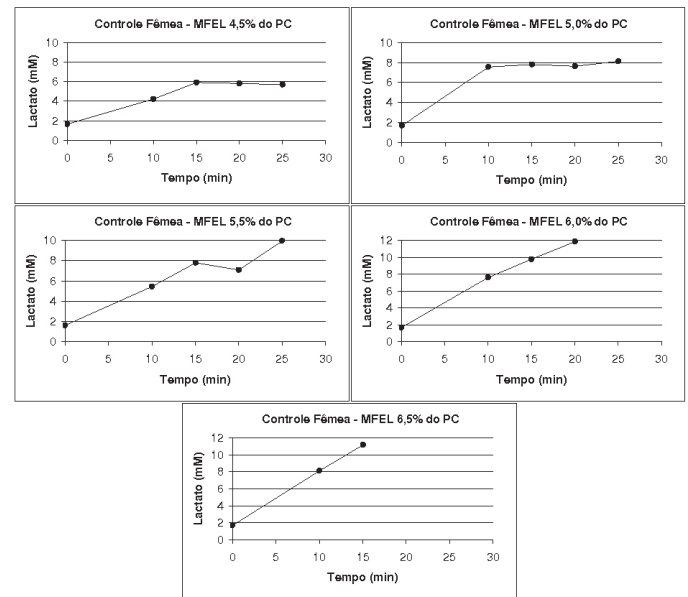 Controle Fêmea - MFEL 4,5% do PC
Lactato (mM)
10
8
6
4
2
0
0 5 10 15 20 25 30
Tempo (min)
Controle Fêmea - MFEL 5,0% do PC
Lactato (mM)
10
8
6
4
2
0
0 5 10 15 20 25 30
Tempo (min)
Controle Fêmea - MFEL 5,5% do PC
Lactato (mM)
10
8
6
4
2
0
0 5 10 15 20 25 30
Tempo (min)
Controle Fêmea - MFEL 6,0% do PC
Lactato (mM)
12
10
8
6
4
2
0
0 5 10 15 20 25 30
Tempo (min)
Controle Fêmea - MFEL 6,5% do PC
Lactato (mM)
12
10
8
6
4
2
0
0 5 10 15 20 25 30
Tempo (min)